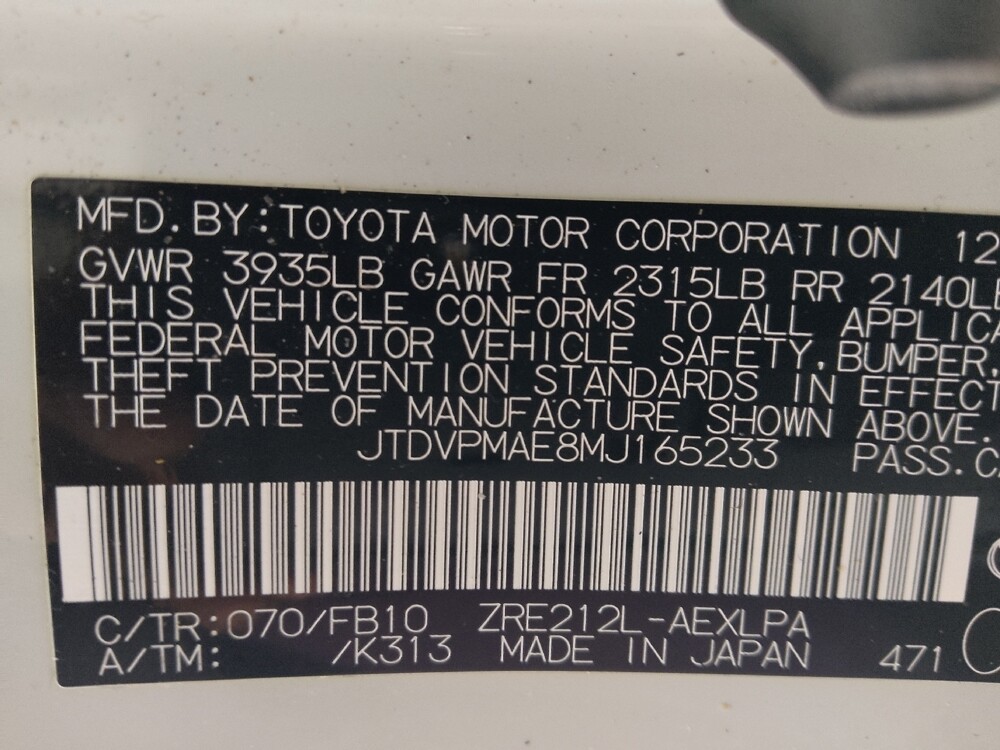 MFD.BY:TOYOTA MOTOR CORPORATION 12
GVWR 3935LB GAWR FR 2315LB RR 2140L
THIS VEHICLE CONFORMS TO ALL APPLICA
FEDERAL MOTOR VEHICLE SAFETY,BUMPER,
THEFT PREVENTION STANDARDS IN EFFECT
THE DATE OF MANUFACTURE SHOWN ABOVE.
JTDVPMAE8MJ165233 PASS.C
C/TR:070/FB10 ZRE212L-AEXLPA
A/TM: /K313 MADE IN JAPAN 471